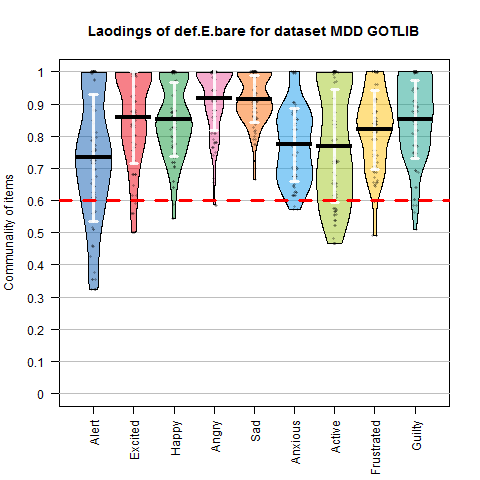 Laodings of def.E.bare for dataset MDD GOTLIB
Communality of items
1
0.9
0.8
0.7
0.6
0.5
0.4
0.3
0.2
0.1
0
Alert
Excited
Happy
Angry
Sad
Anxious
Active
Frustrated
Guilty